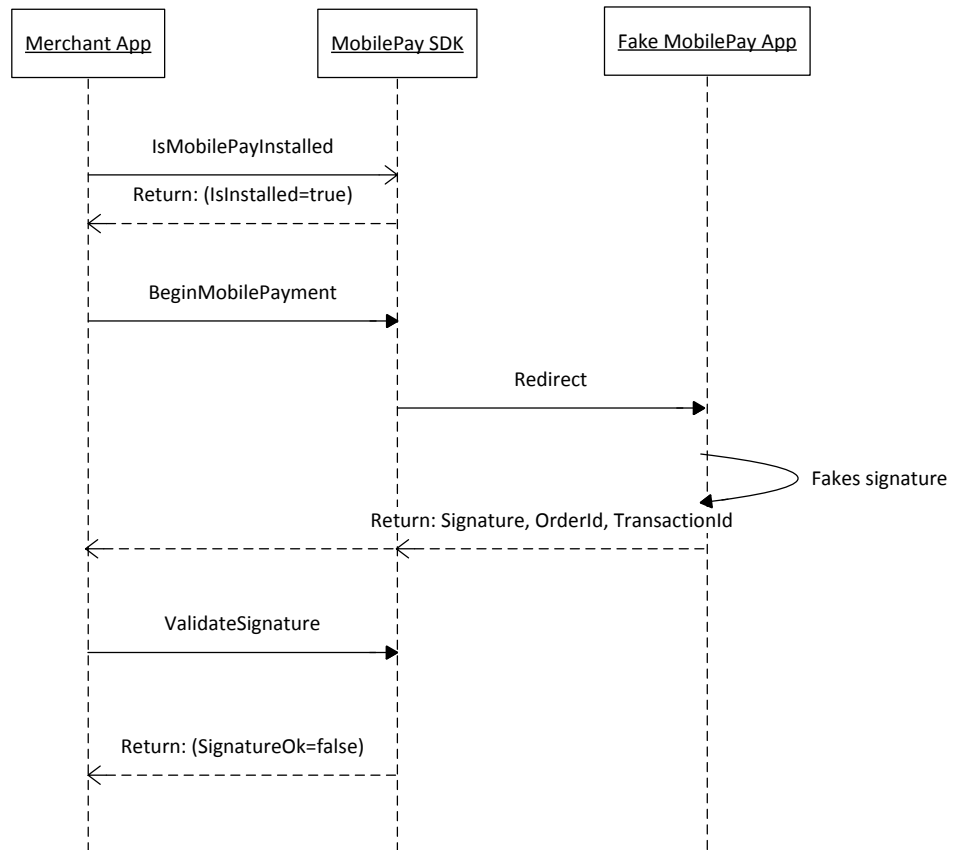 Merchant App
MobilePay SDK
Fake MobilePay App
IsMobilePayInstalled
Return: (IsInstalled=true)
BeginMobilePayment
Redirect
Fakes signature
Return: Signature, OrderId, TransactionId
ValidateSignature
Return: (SignatureOk=false)